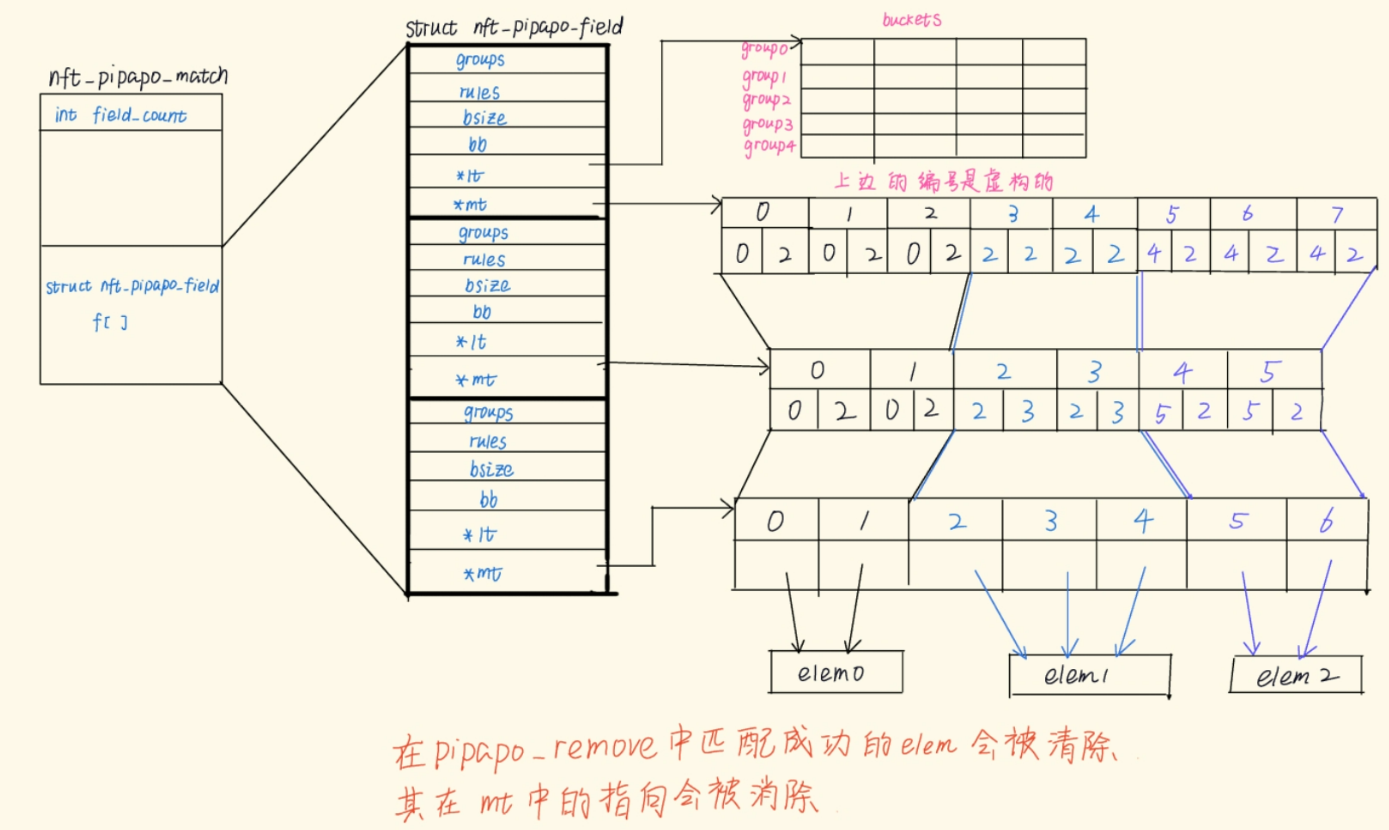 nft_pipapo_match
int field_count
struct nft_pipapo_field
f[ ]
struct nft_pipapo_field
groups
rules
bsize
bb
*lt
*mt
groups
rules
bsize
bb
*lt
*mt
groups
rules
bsize
bb
*lt
*mt
buckets
group0
group1
group2
group3
group4
上边的编号是虚构的
0 1 2 3 4 5 6 7
0 2 0 2 0 2 2 2 2 2 4 2 4 2 4 2
0 1 2 3 4 5
0 2 0 2 2 3 2 3 5 2 5 2
0 1 2 3 4 5 6
elem0 elem1 elem2
在pipapo_remove中匹配成功的elem会被清除、
其在mt中的指向会被消除